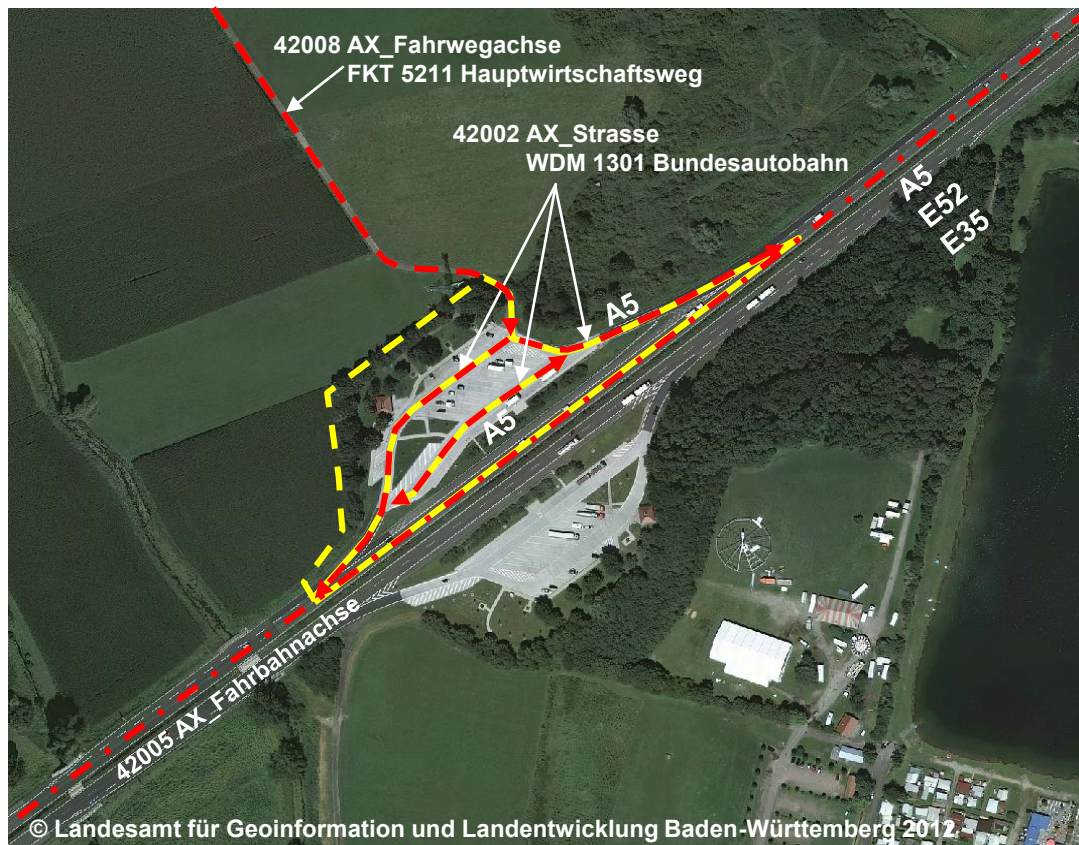 42008 AX_Fahrwegachse
FKT 5211 Hauptwirtschaftsweg
42002 AX_Strasse
WDM 1301 Bundesautobahn
A5
E52
E35
A5
A5
42005 AX_Fahrbahnachse
© Landesamt für Geoinformation und Landentwicklung Baden-Württemberg 2012